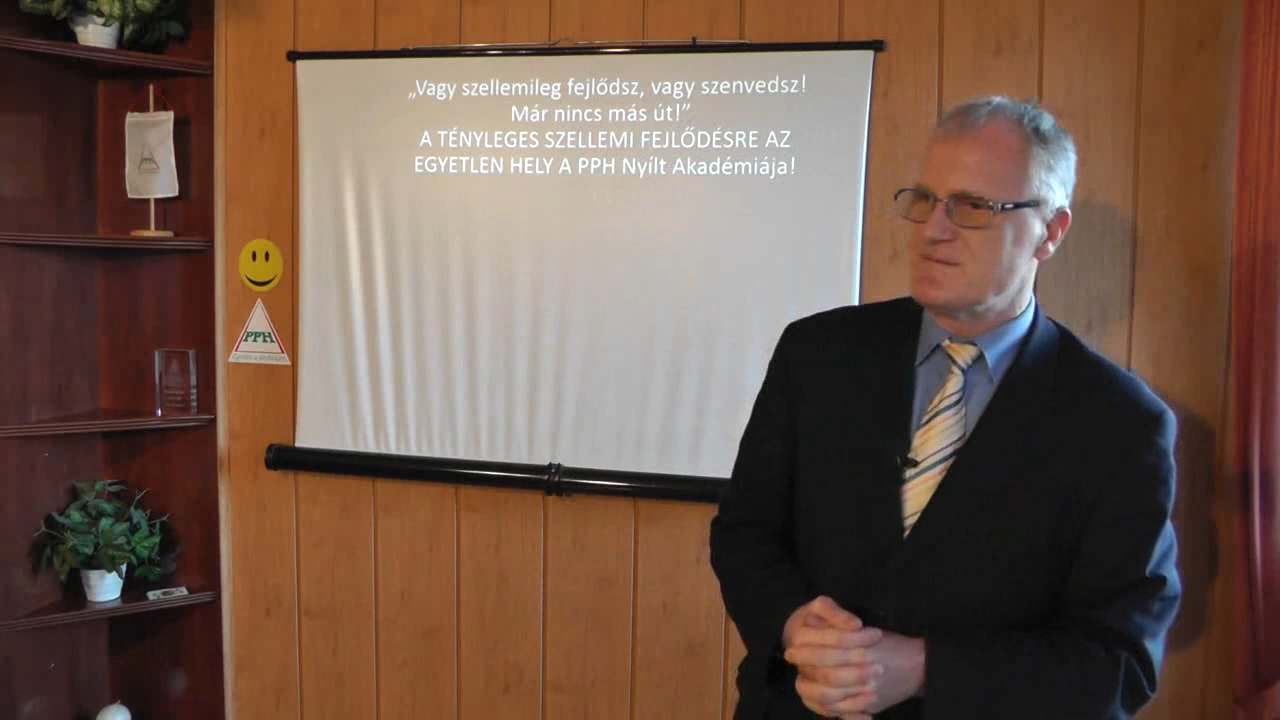 „Vagy szellemileg fejlődsz, vagy szenvedsz!
Már nincs más út!”
A TÉNYLEGES SZELLEMI FEJLŐDÉSRE AZ
EGYETLEN HELY A PPH Nyílt Akadémiája!
PPH